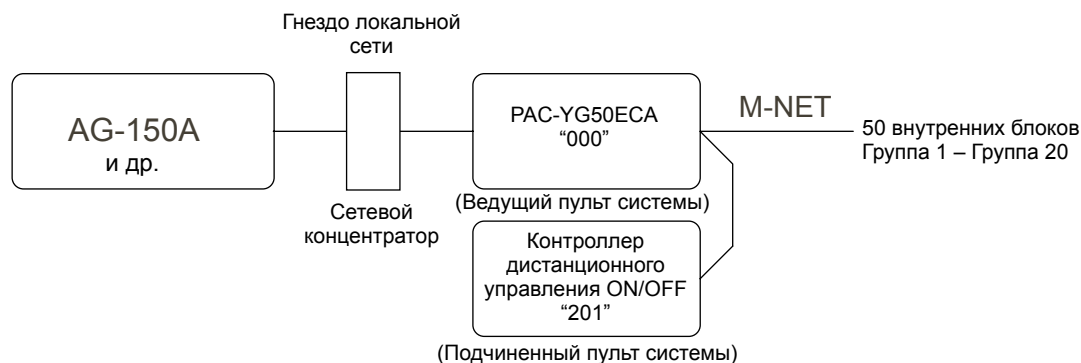 Гнездо локальной
сети
AG-150A
и др.
Сетевой
концентратор
PAC-YG50ECA
“000”
(Ведущий пульт системы)
M-NET
50 внутренних блоков
Группа 1 – Группа 20
Контроллер
дистанционного
управления ON/OFF
“201”
(Подчиненный пульт системы)